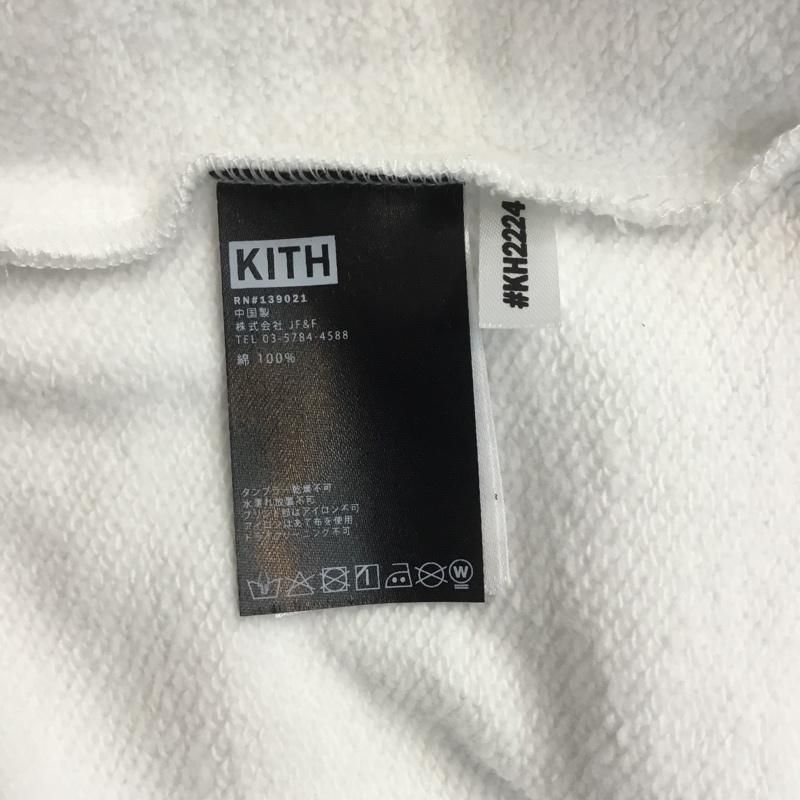 KITH
RN#139021
中国製
株式会社 JF&F
TEL 03-5784-4588
綿 100%
タンブラー乾燥不可
水濡れ放置不可
プリント部はアイロン不可
アイロンはあて布を使用
ドライクリーニング不可
W
#KH2224